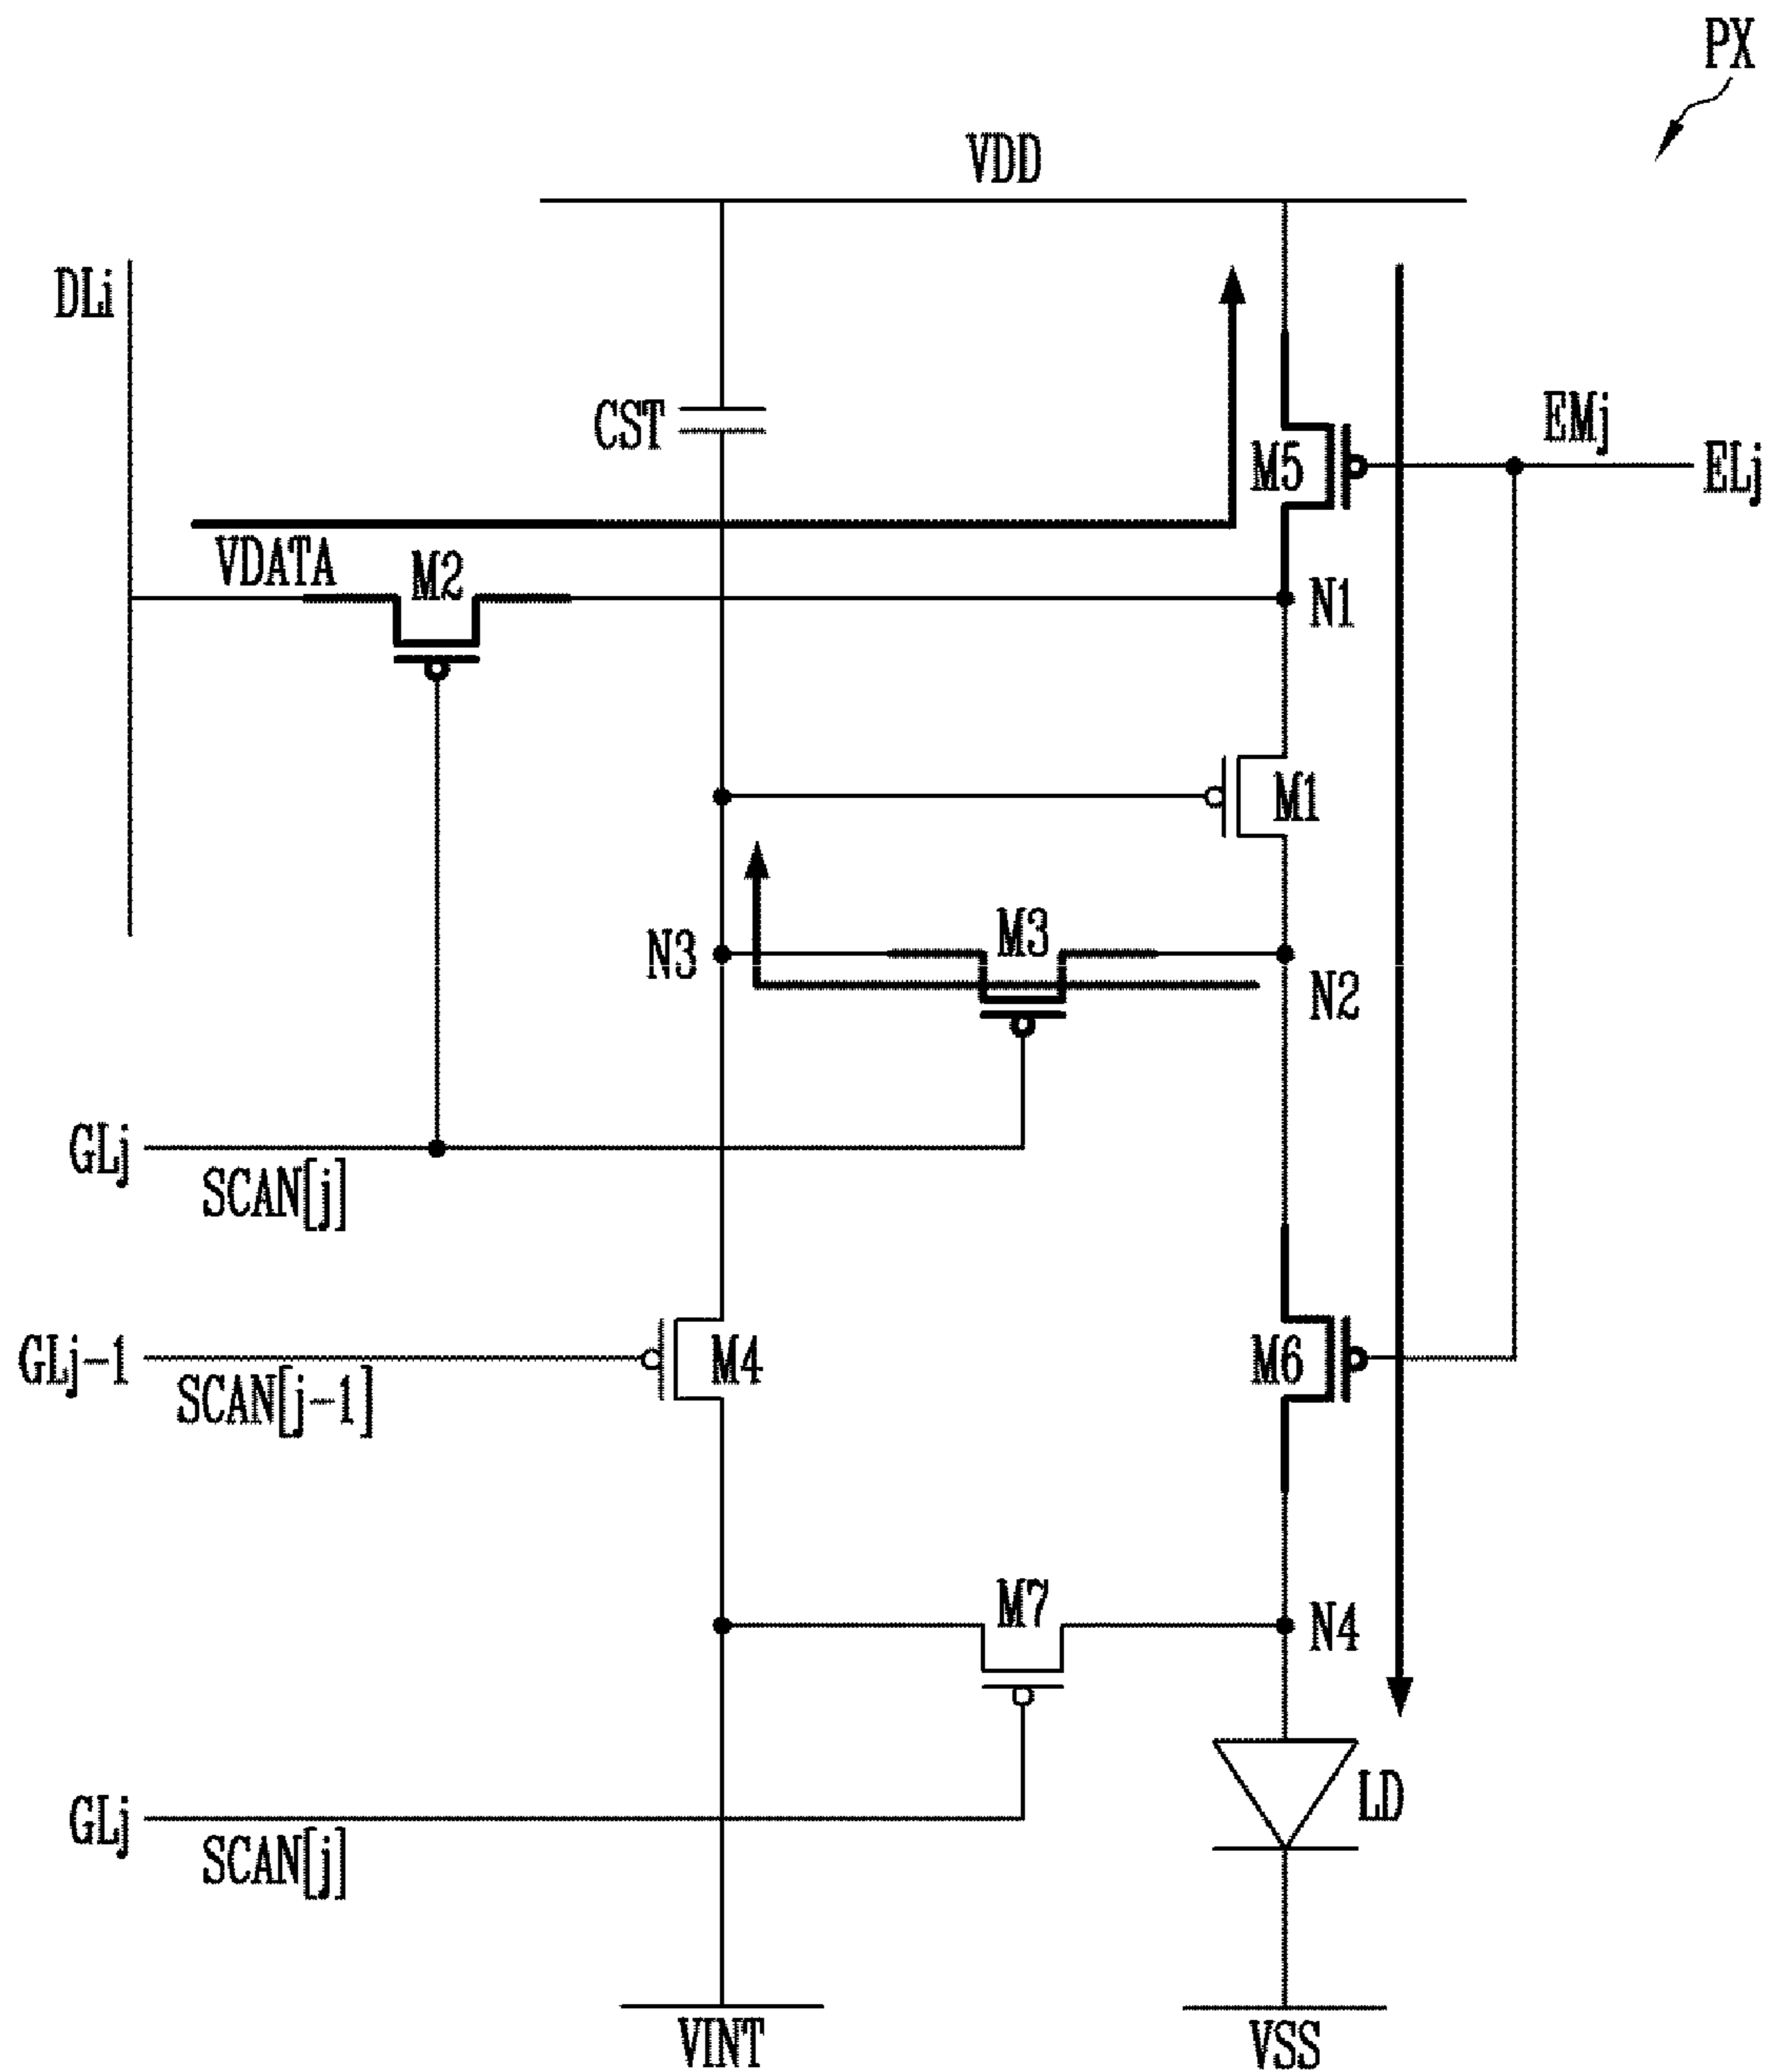 PX
VDD
DLi
CST
M5
EMj
ELj
VDATA
M2
N1
M1
N3
M3
N2
GLj
SCAN[j]
GLj-1
SCAN[j-1]
M4
M6
M7
N4
LD
GLj
SCAN[j]
VINT
VSS